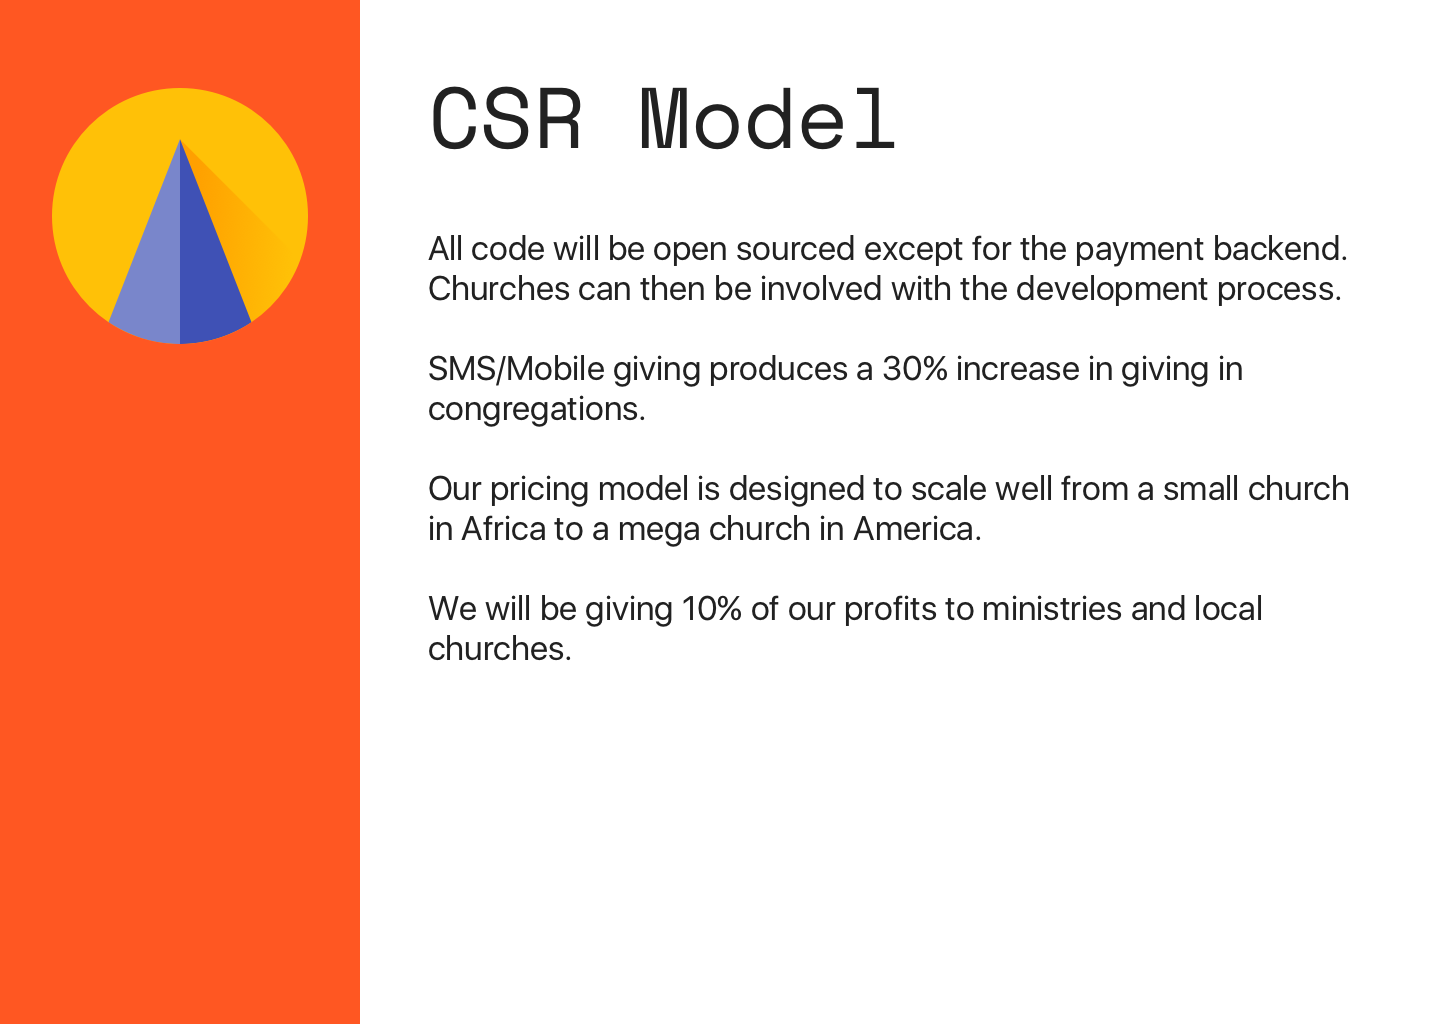 CSR Model
All code will be open sourced except for the payment backend.
Churches can then be involved with the development process.
SMS/Mobile giving produces a 30% increase in giving in
congregations.
Our pricing model is designed to scale well from a small church
in Africa to a mega church in America.
We will be giving 10% of our profits to ministries and local
churches.